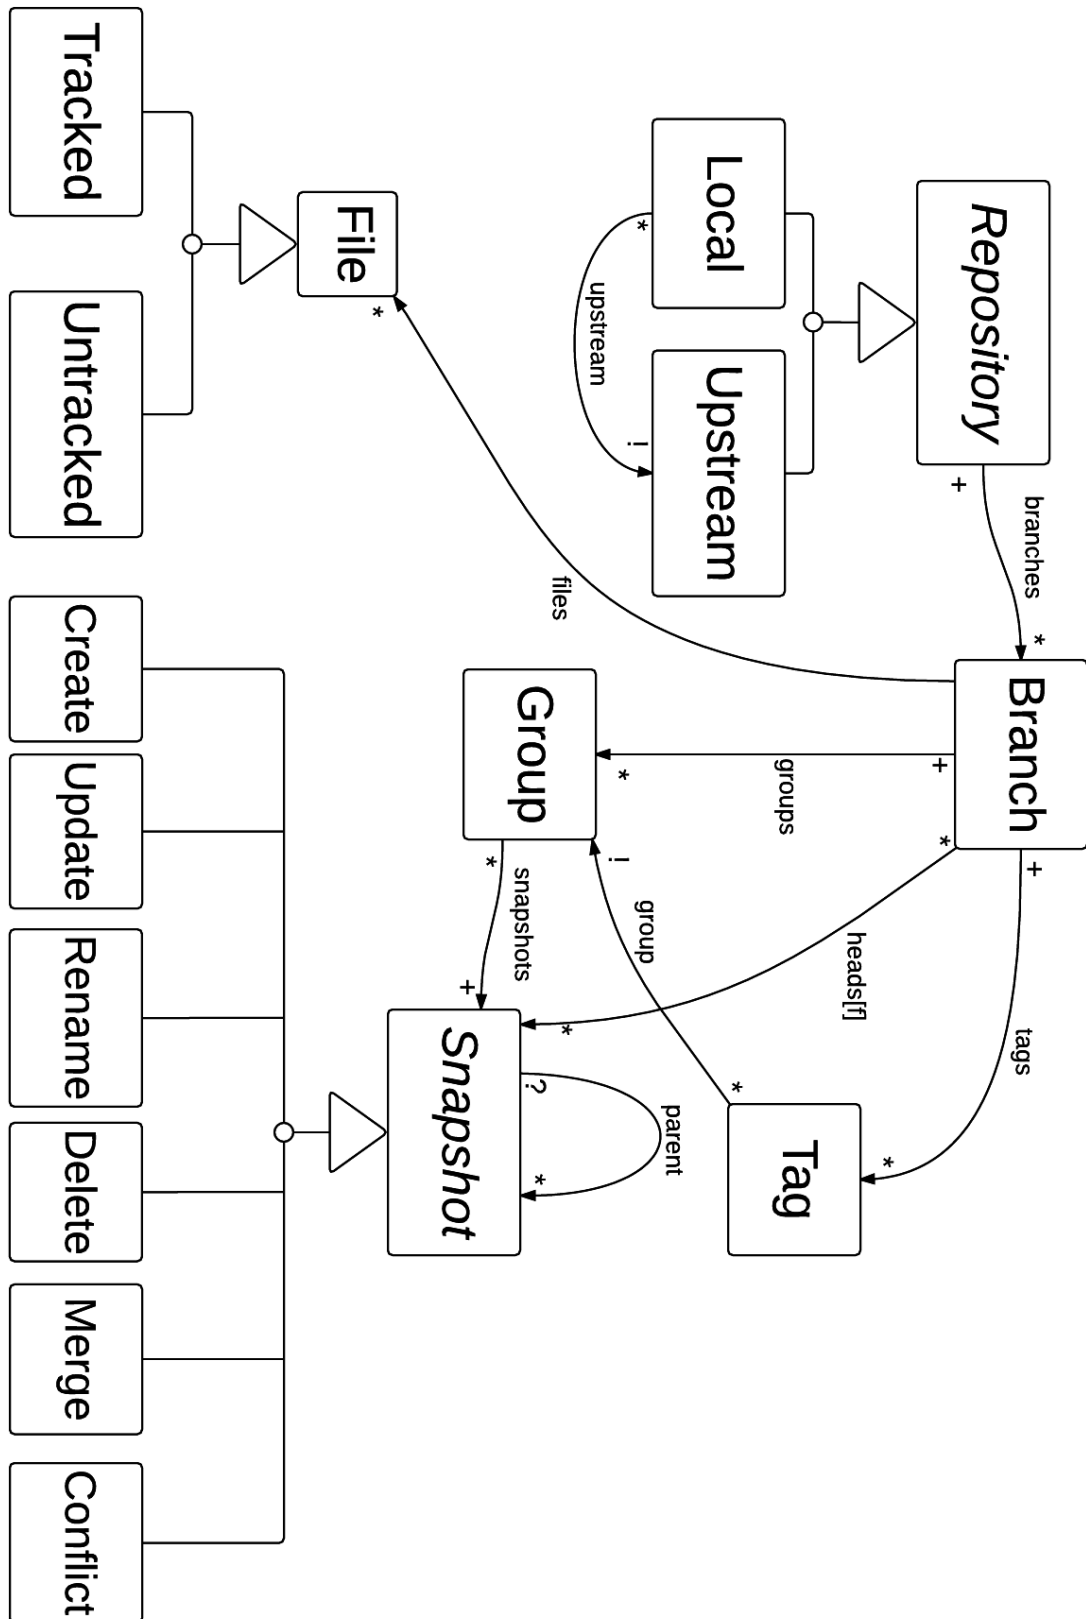 Repository
+
branches
*
Branch
+
tags
*
Local
*
upstream
!
Upstream
files
+
groups
*
*
heads[f]
*
Tag
*
group
!
Group
*
snapshots
+
Snapshot
?
parent
*
File
*
Tracked
Untracked
Create
Update
Rename
Delete
Merge
Conflict